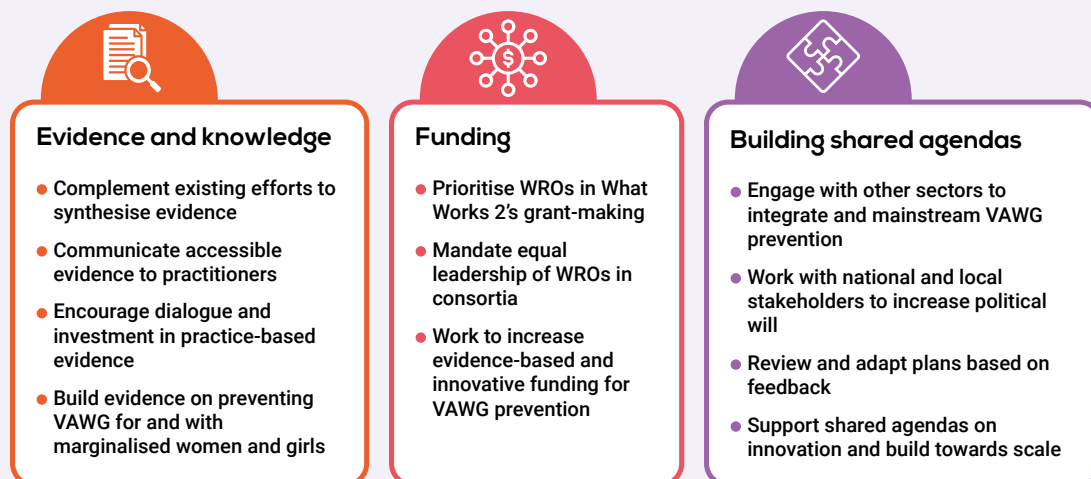 Evidence and knowledge
• Complement existing efforts to
synthesise evidence
• Communicate accessible
evidence to practitioners
• Encourage dialogue and
investment in practice-based
evidence
• Build evidence on preventing
VAWG for and with
marginalised women and girls
$
Funding
• Prioritise WROs in What
Works 2's grant-making
• Mandate equal
leadership of WROs in
consortia
• Work to increase
evidence-based and
innovative funding for
VAWG prevention
Building shared agendas
• Engage with other sectors to
integrate and mainstream VAWG
prevention
• Work with national and local
stakeholders to increase political
will
• Review and adapt plans based on
feedback
• Support shared agendas on
innovation and build towards scale